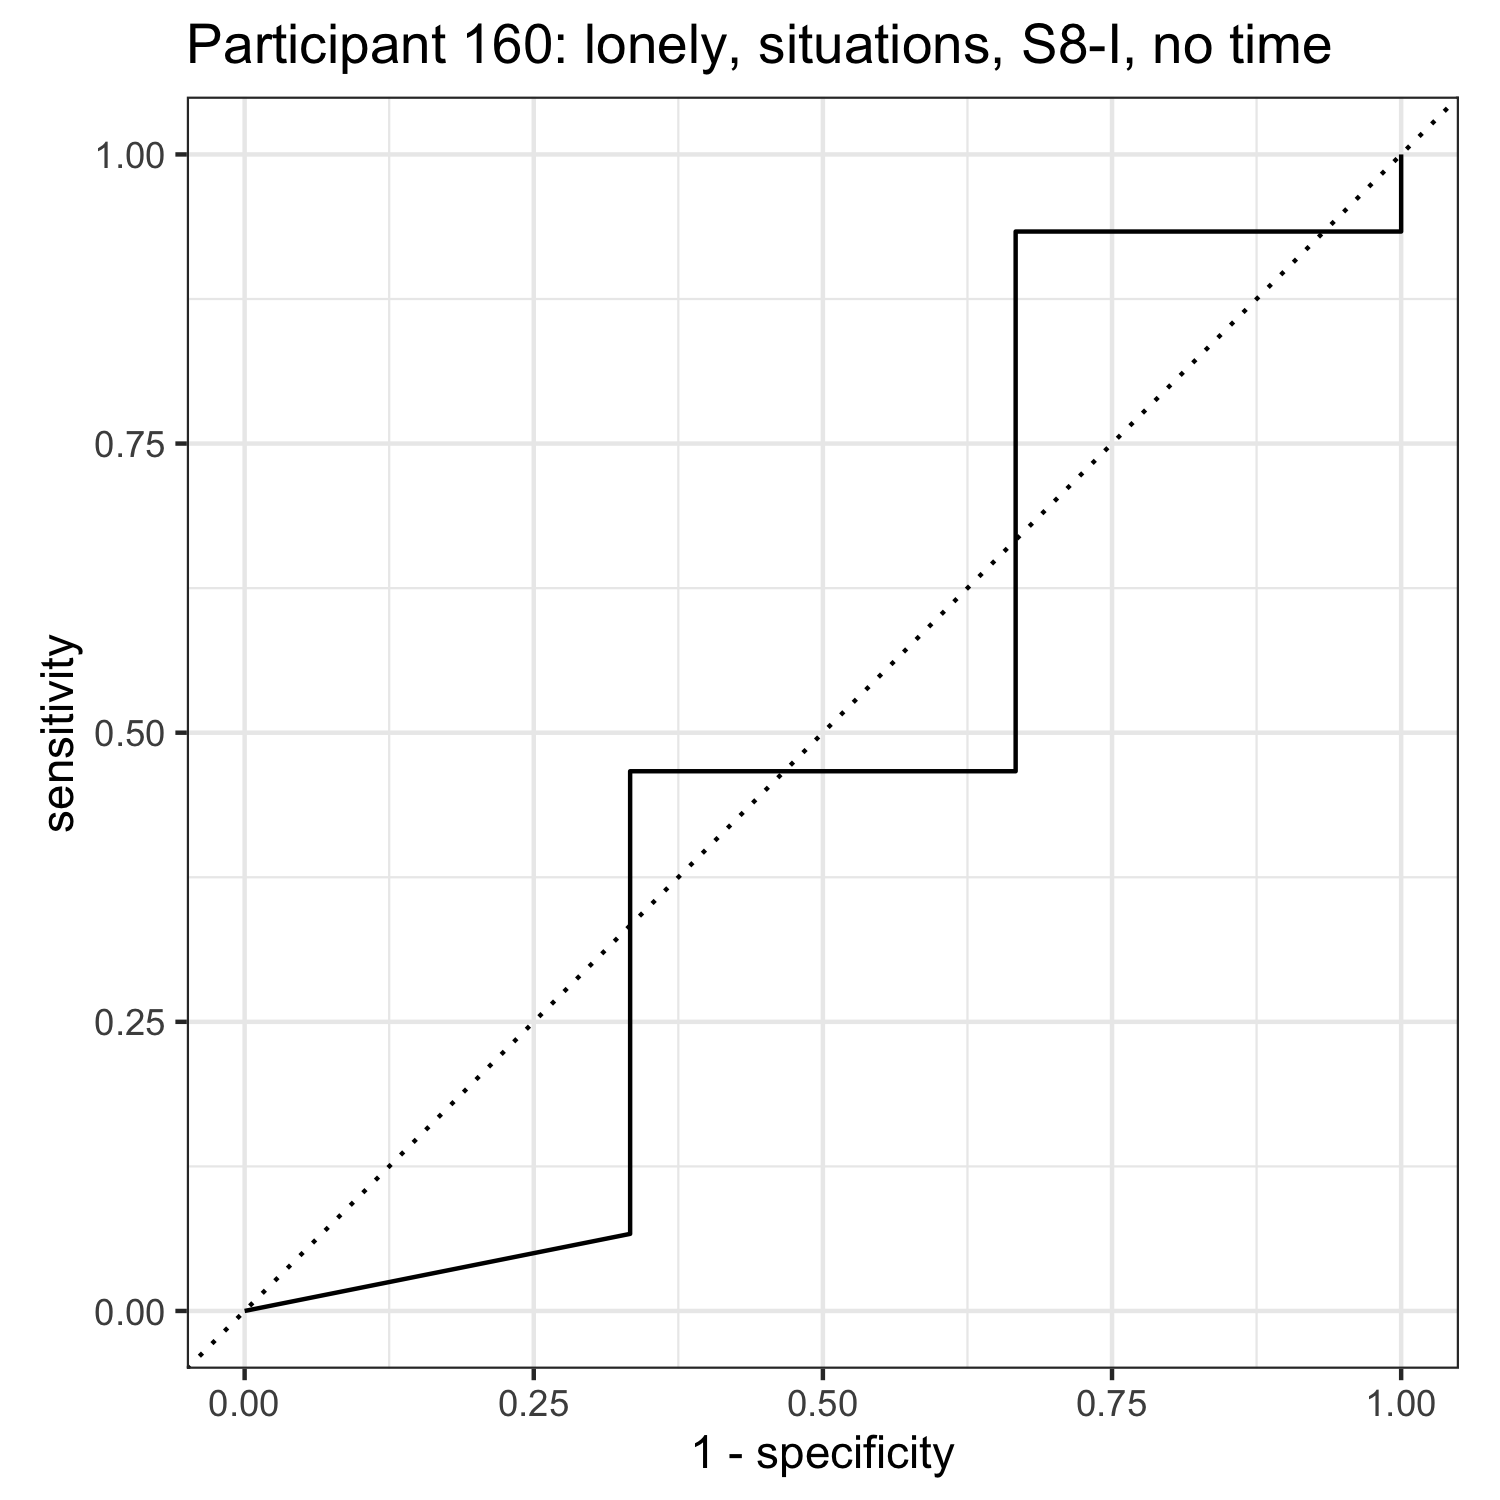 Participant 160: lonely, situations, S8-I, no time
1.00
0.75
0.50
0.25
0.00
sensitivity
0.00 0.25 0.50 0.75 1.00
1 - specificity